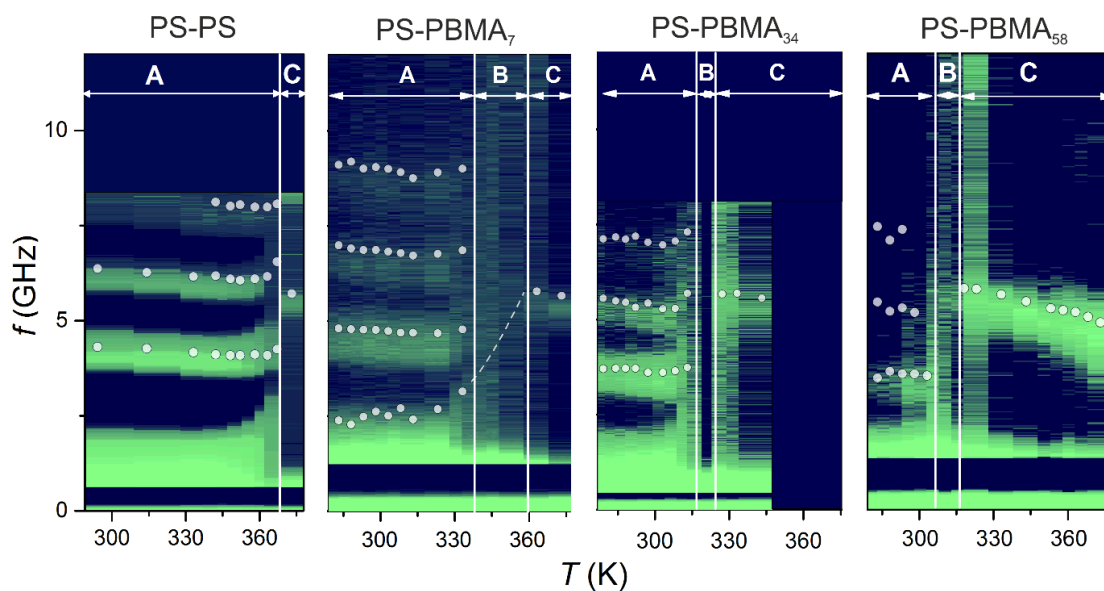 PS-PS PS-PBMA₇ PS-PBMA₃₄ PS-PBMA₅₈
A C A B C A B C A B C
10
5
0
f (GHz)
300 330 360 300 330 360 300 330 360 300 330 360
T (K)